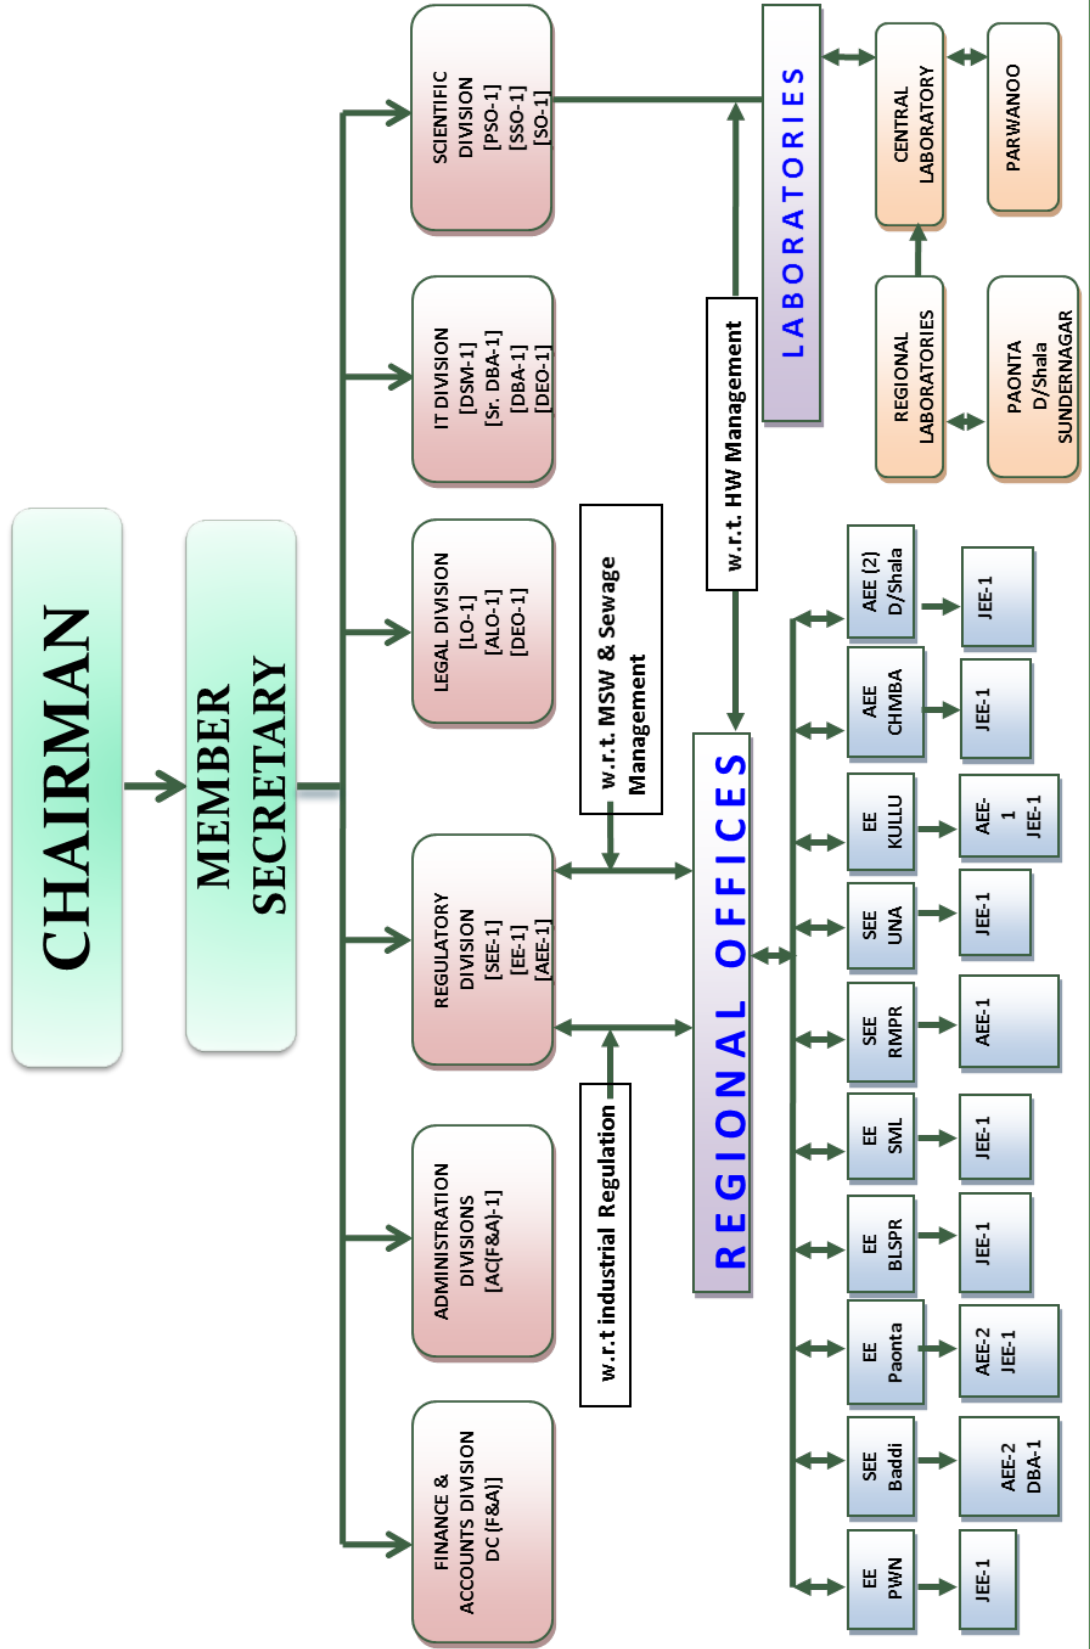 CHAIRMAN
MEMBER
SECRETARY
FINANCE &
ACCOUNTS DIVISION
DC (F&A)]
ADMINISTRATION
DIVISIONS
[AC(F&A)-1]
REGULATORY
DIVISION
[SEE-1]
[EE-1]
[AEE-1]
LEGAL DIVISION
[LO-1]
[ALO-1]
[DEO-1]
IT DIVISION
[DSM-1]
[Sr. DBA-1]
[DBA-1]
[DEO-1]
SCIENTIFIC
DIVISION
[PSO-1]
[SSO-1]
[SO-1]
w.r.t industrial Regulation
w.r.t. MSW & Sewage
Management
w.r.t. HW Management
REGIONAL OFFICES
LABORATORIES
EE
PWN
SEE
Baddi
EE
Paonta
EE
BLSPR
EE
SML
SEE
RMPR
SEE
UNA
EE
KULLU
AEE
CHMBA
AEE (2)
D/Shala
REGIONAL
LABORATORIES
CENTRAL
LABORATORY
JEE-1
AEE-2
DBA-1
AEE-2
JEE-1
JEE-1
JEE-1
AEE-1
JEE-1
AEE-
1
JEE-1
JEE-1
JEE-1
PAONTA
D/Shala
SUNDERNAGAR
PARWANOO